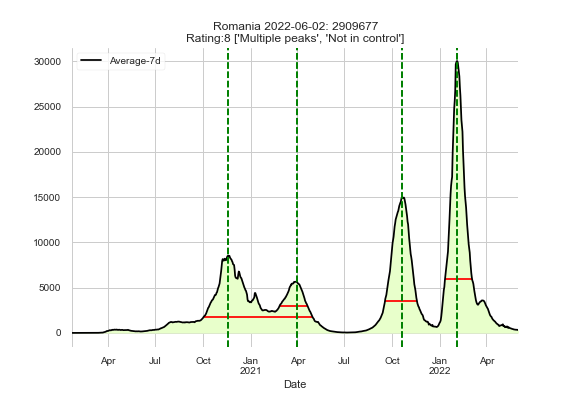 Romania 2022-06-02: 2909677
Rating:8 ['Multiple peaks', 'Not in control']
Average-7d
30000
25000
20000
15000
10000
5000
0
Apr Jul Oct Jan Apr Jul Oct Jan Apr
2021 2022
Date